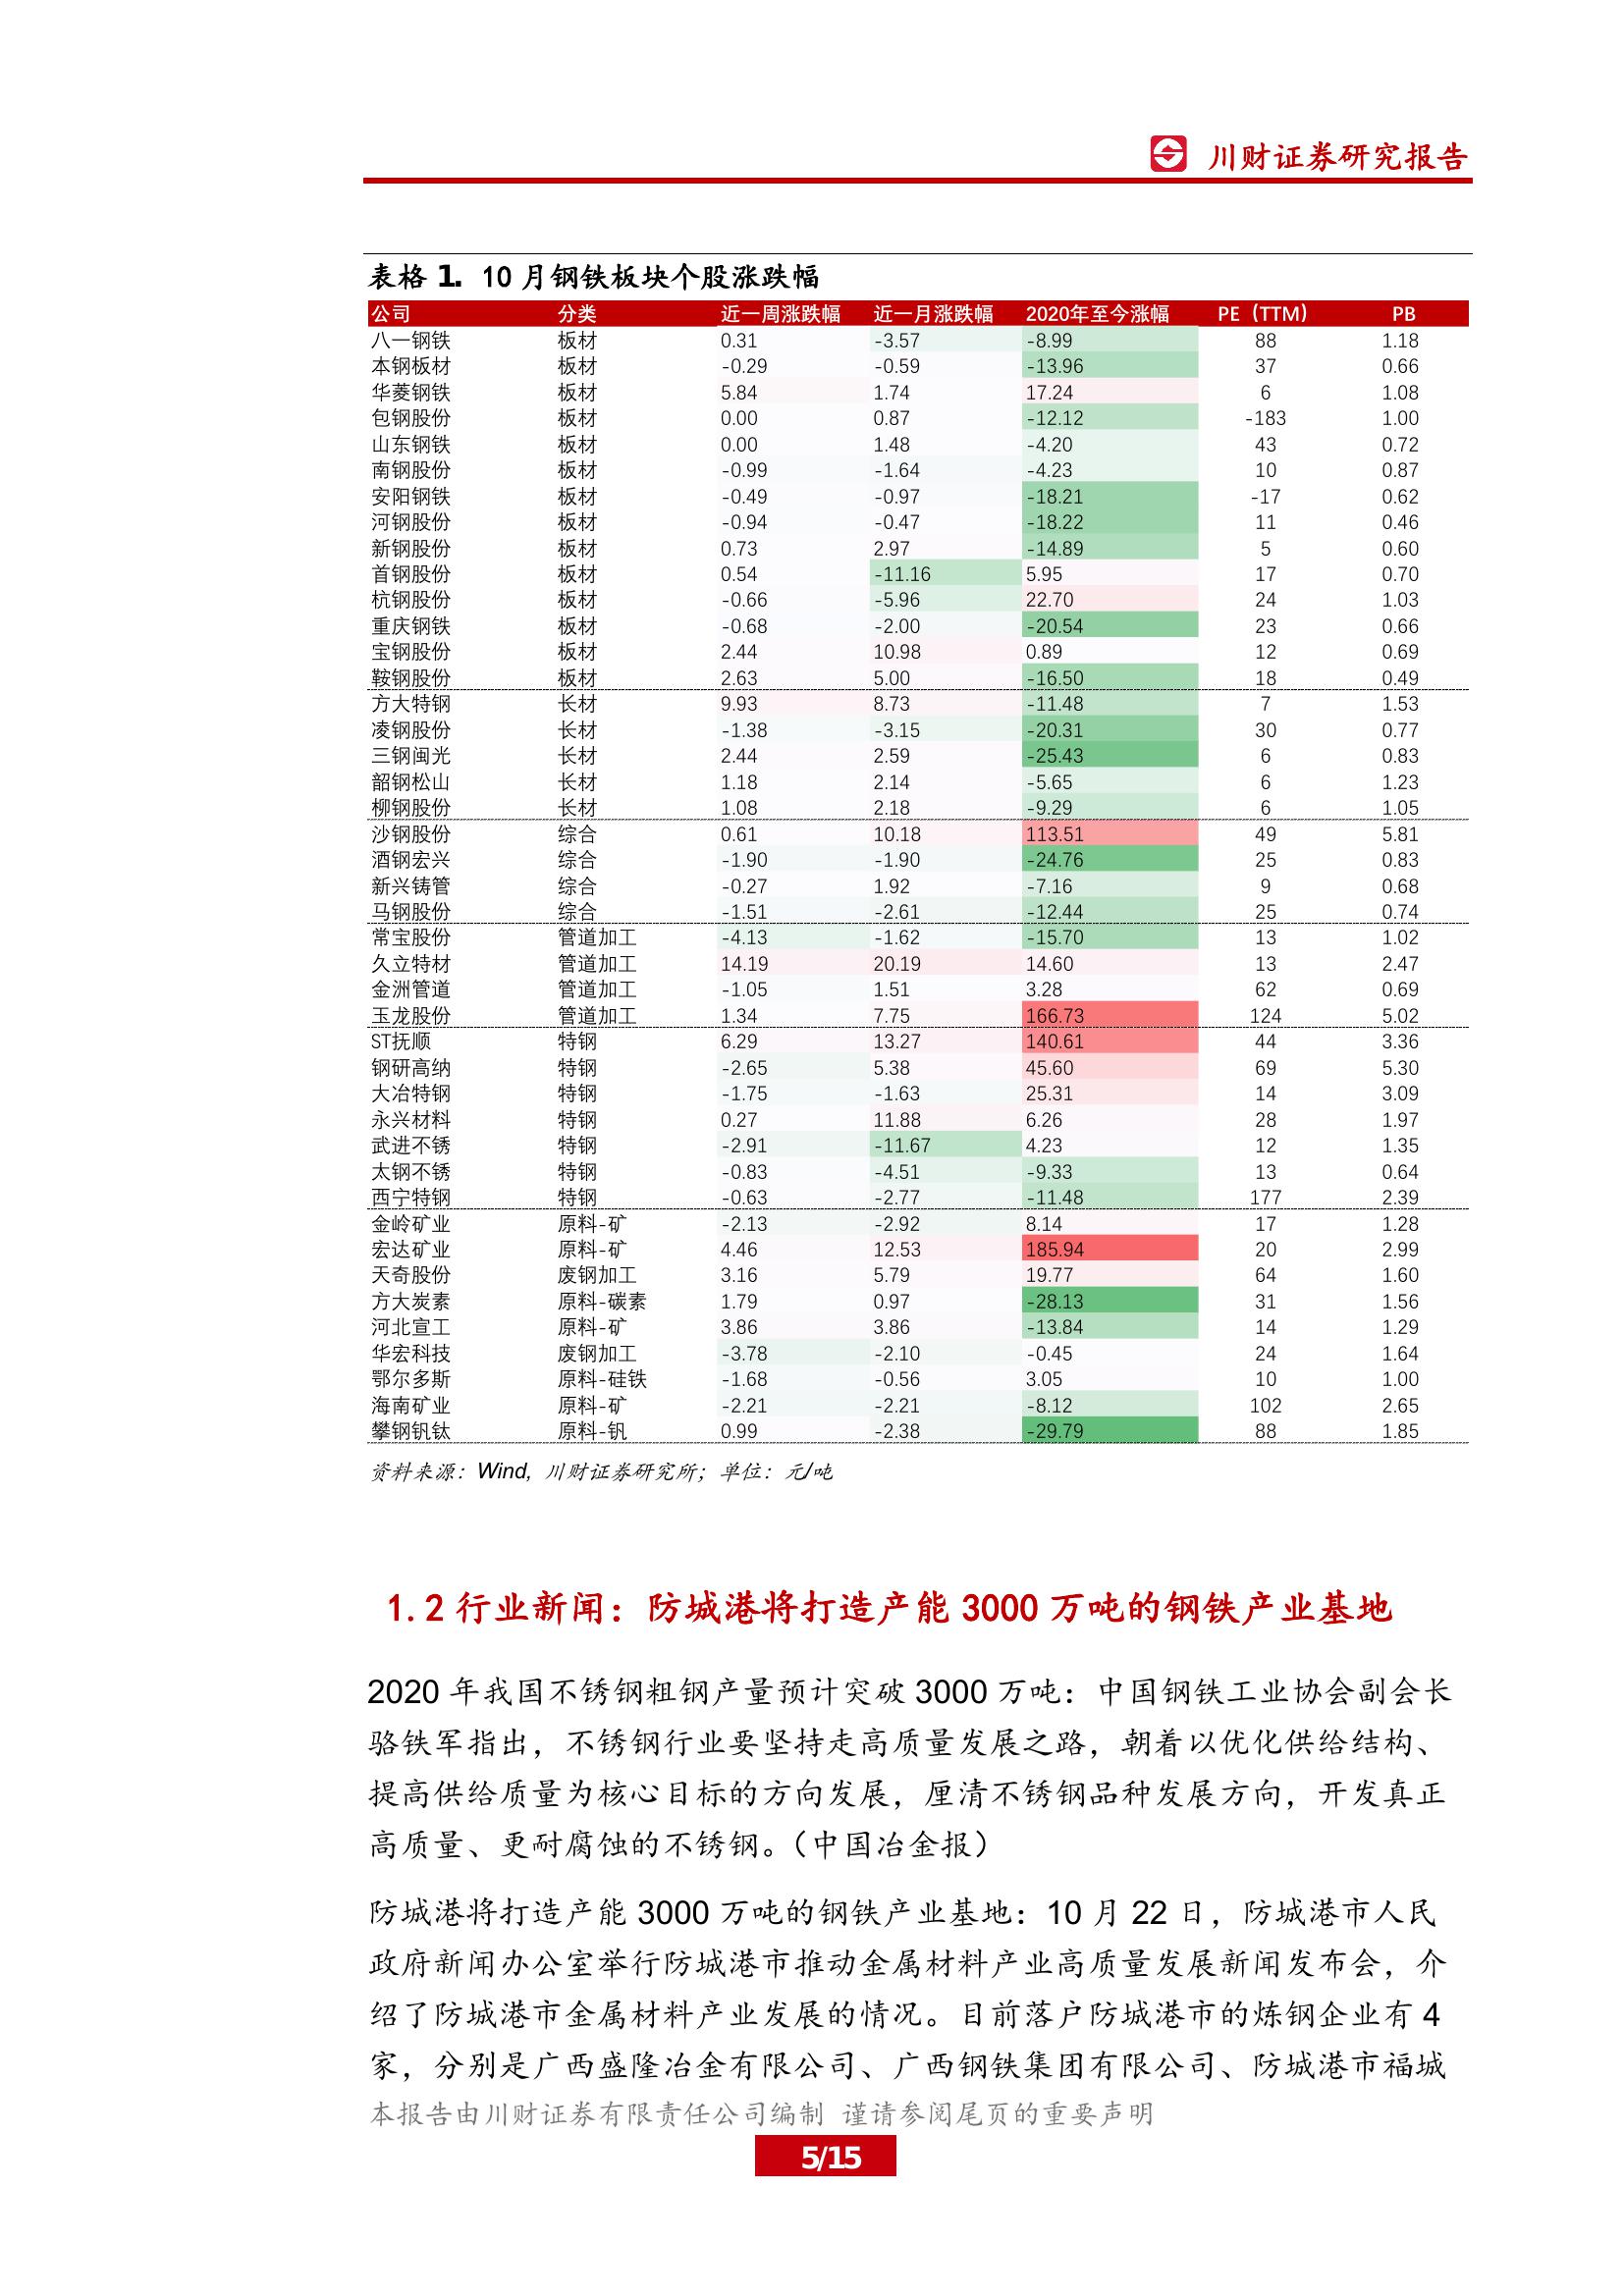 川财证券研究报告
表格 1. 10 月钢铁板块个股涨跌幅
公司 分类 近一周涨跌幅 近一月涨跌幅 2020年至今涨幅 PE（TTM） PB
八一钢铁 板材 0.31 -3.57 -8.99 88 1.18
本钢板材 板材 -0.29 -0.59 -13.96 37 0.66
华菱钢铁 板材 5.84 1.74 17.24 6 1.08
包钢股份 板材 0.00 0.87 -12.12 -183 1.00
山东钢铁 板材 0.00 1.48 -4.20 43 0.72
南钢股份 板材 -0.99 -1.64 -4.23 10 0.87
安阳钢铁 板材 -0.49 -0.97 -18.21 -17 0.62
河钢股份 板材 -0.94 -0.47 -18.22 11 0.46
新钢股份 板材 0.73 2.97 -14.89 5 0.60
首钢股份 板材 0.54 -11.16 5.95 17 0.70
杭钢股份 板材 -0.66 -5.96 22.70 24 1.03
重庆钢铁 板材 -0.68 -2.00 -20.54 23 0.66
宝钢股份 板材 2.44 10.98 0.89 12 0.69
鞍钢股份 板材 2.63 5.00 -16.50 18 0.49
方大特钢 长材 9.93 8.73 -11.48 7 1.53
凌钢股份 长材 -1.38 -3.15 -20.31 30 0.77
三钢闽光 长材 2.44 2.59 -25.43 6 0.83
韶钢松山 长材 1.18 2.14 -5.65 6 1.23
柳钢股份 长材 1.08 2.18 -9.29 6 1.05
沙钢股份 综合 0.61 10.18 113.51 49 5.81
酒钢宏兴 综合 -1.90 -1.90 -24.76 25 0.83
新兴铸管 综合 -0.27 1.92 -7.16 9 0.68
马钢股份 综合 -1.51 -2.61 -12.44 25 0.74
常宝股份 管道加工 -4.13 -1.62 -15.70 13 1.02
久立特材 管道加工 14.19 20.19 14.60 13 2.47
金洲管道 管道加工 -1.05 1.51 3.28 62 0.69
玉龙股份 管道加工 1.34 7.75 166.73 124 5.02
ST抚顺 特钢 6.29 13.27 140.61 44 3.36
钢研高纳 特钢 -2.65 5.38 45.60 69 5.30
大冶特钢 特钢 -1.75 -1.63 25.31 14 3.09
永兴材料 特钢 0.27 11.88 6.26 28 1.97
武进不锈 特钢 -2.91 -11.67 4.23 12 1.35
太钢不锈 特钢 -0.83 -4.51 -9.33 13 0.64
西宁特钢 特钢 -0.63 -2.77 -11.48 177 2.39
金岭矿业 原料-矿 -2.13 -2.92 8.14 17 1.28
宏达矿业 原料-矿 4.46 12.53 185.94 20 2.99
天奇股份 废钢加工 3.16 5.79 19.77 64 1.60
方大炭素 原料-碳素 1.79 0.97 -28.13 31 1.56
河北宣工 原料-矿 3.86 3.86 -13.84 14 1.29
华宏科技 废钢加工 -3.78 -2.10 -0.45 24 1.64
鄂尔多斯 原料-硅铁 -1.68 -0.56 3.05 10 1.00
海南矿业 原料-矿 -2.21 -2.21 -8.12 102 2.65
攀钢钒钛 原料-钒 0.99 -2.38 -29.79 88 1.85
资料来源：Wind, 川财证券研究所；单位：元/吨
1.2 行业新闻：防城港将打造产能 3000 万吨的钢铁产业基地
2020 年我国不锈钢粗钢产量预计突破 3000 万吨：中国钢铁工业协会副会长
骆铁军指出，不锈钢行业要坚持走高质量发展之路，朝着以优化供给结构、
提高供给质量为核心目标的方向发展，厘清不锈钢品种发展方向，开发真正
高质量、更耐腐蚀的不锈钢。（中国冶金报）
防城港将打造产能 3000 万吨的钢铁产业基地：10 月 22 日，防城港市人民
政府新闻办公室举行防城港市推动金属材料产业高质量发展新闻发布会，介
绍了防城港市金属材料产业发展的情况。目前落户防城港市的炼钢企业有 4
家，分别是广西盛隆冶金有限公司、广西钢铁集团有限公司、防城港市福城
本报告由川财证券有限责任公司编制 谨请参阅尾页的重要声明
5/15